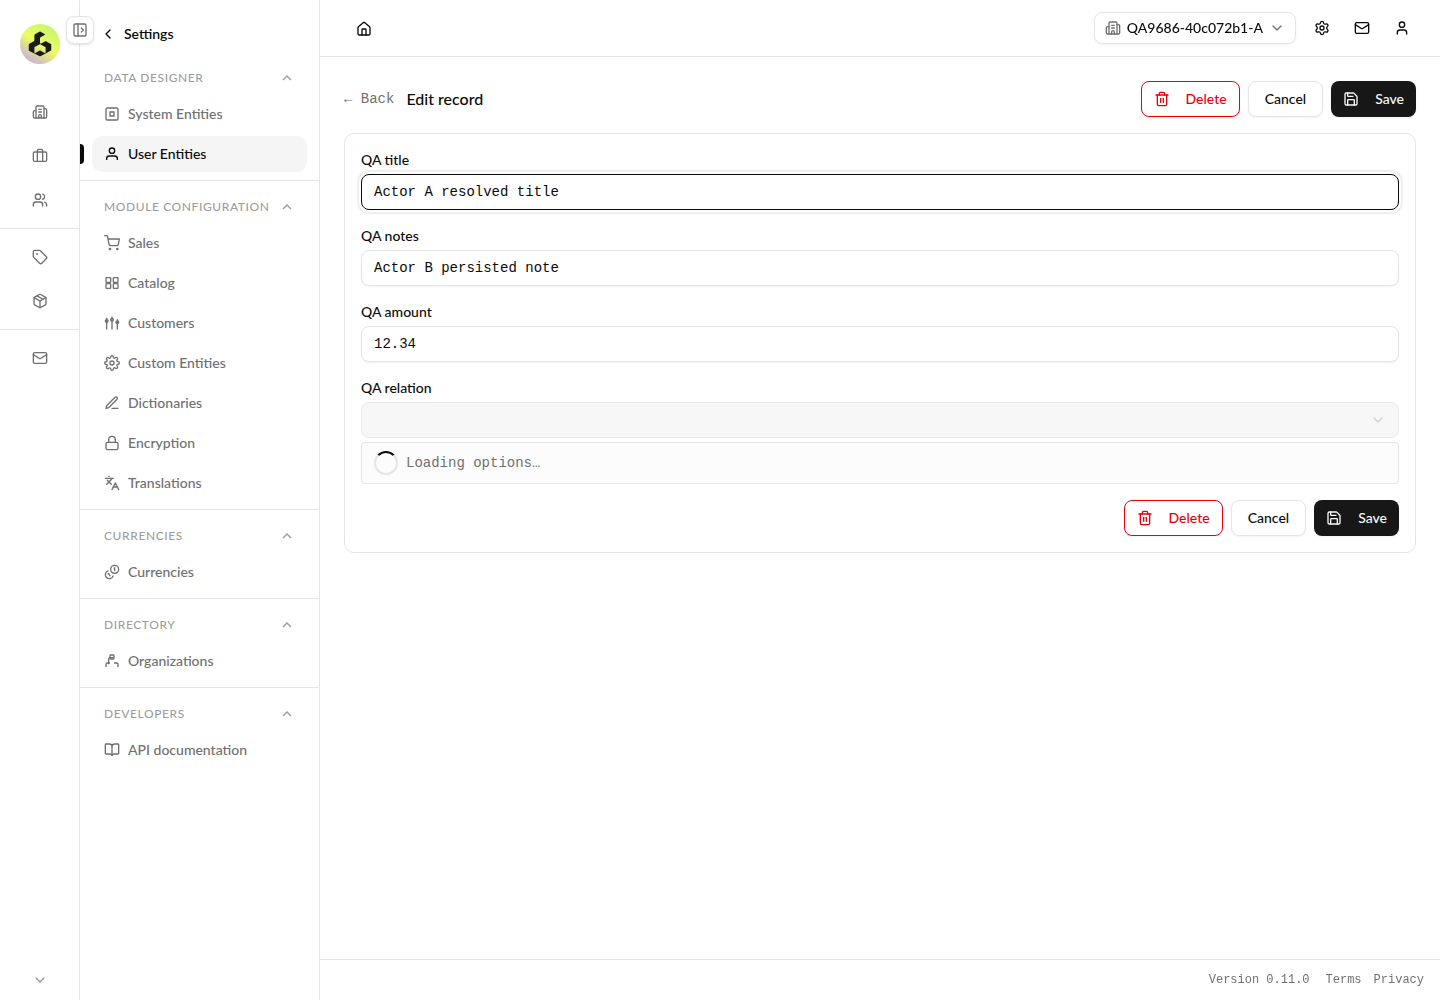 Settings
DATA DESIGNER
System Entities
User Entities
MODULE CONFIGURATION
Sales
Catalog
Customers
Custom Entities
Dictionaries
Encryption
Translations
CURRENCIES
Currencies
DIRECTORY
Organizations
DEVELOPERS
API documentation
QA9686-40c072b1-A
← Back Edit record
Delete Cancel Save
QA title
Actor A resolved title
QA notes
Actor B persisted note
QA amount
12.34
QA relation
Loading options…
Delete Cancel Save
Version 0.11.0 Terms Privacy